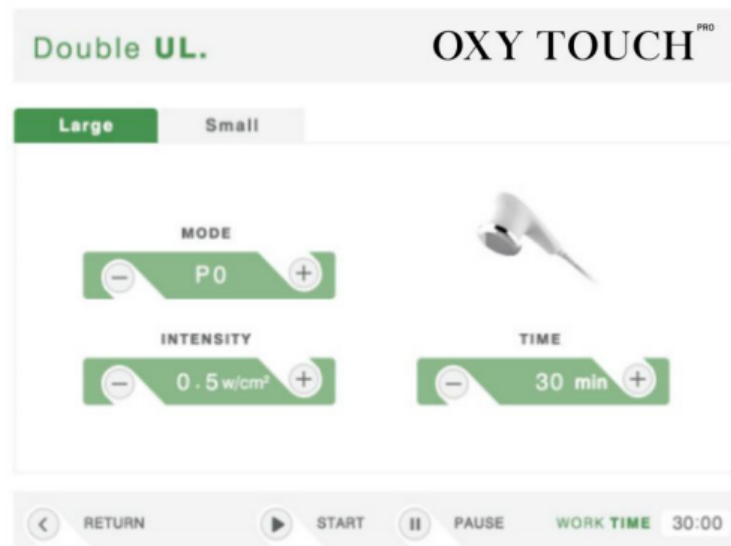 Double UL.
OXY TOUCH PRO
Large Small
MODE
P0
INTENSITY
TIME
0.5 w/cm²
30 min
RETURN START PAUSE WORK TIME 30:00